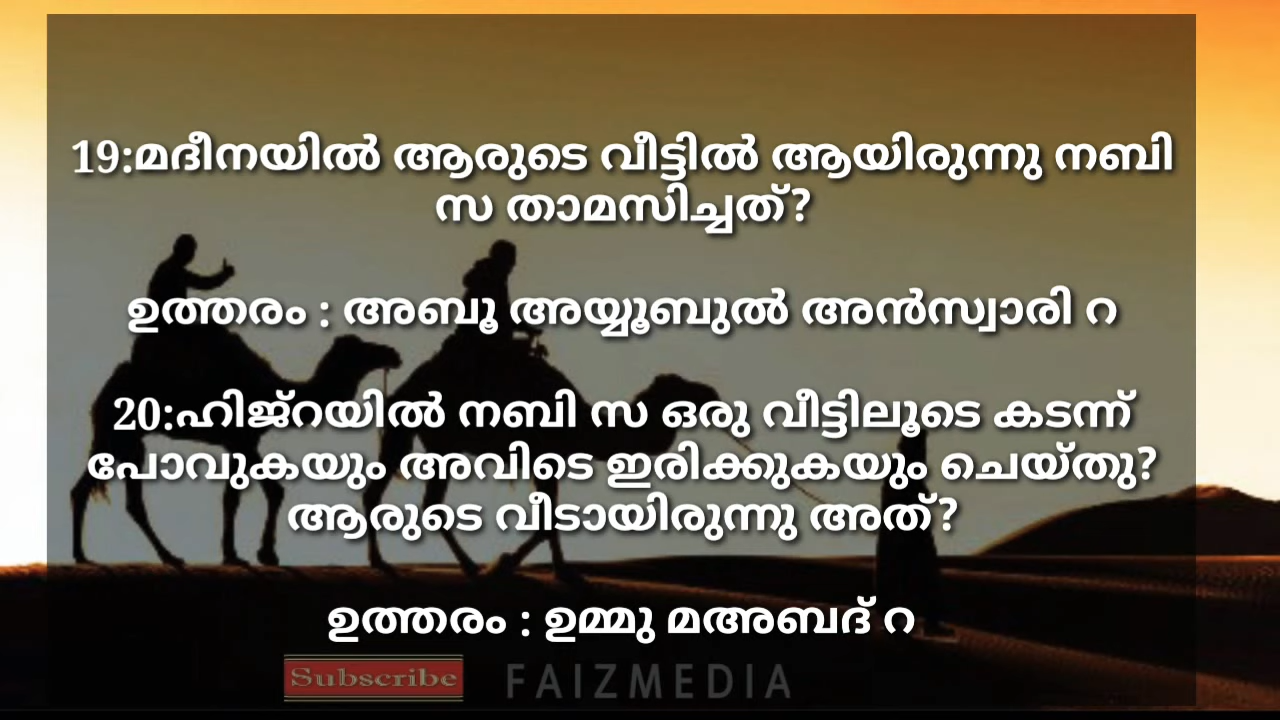 19:മദീനയിൽ ആരുടെ വീട്ടിൽ ആയിരുന്നു നബി
സ താമസിച്ചത്?
ഉത്തരം : അബൂ അയ്യൂബുൽ അൻസ്വാരി റ
20:ഹിജ്റയിൽ നബി സ ഒരു വീട്ടിലൂടെ കടന്ന്
പോവുകയും അവിടെ ഇരിക്കുകയും ചെയ്തു?
ആരുടെ വീടായിരുന്നു അത്?
ഉത്തരം : ഉമ്മു മഅബദ് റ
Subscribe FAIZMEDIA